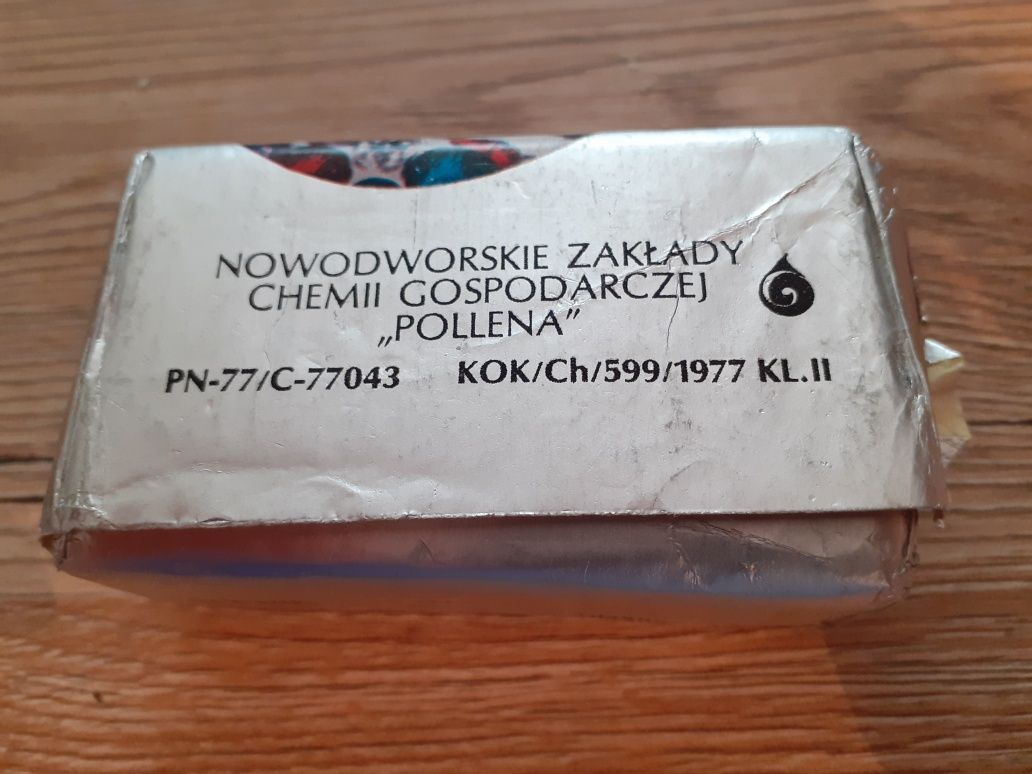 NOWODWORSKIE ZAKŁADY
CHEMII GOSPODARCZEJ
„POLLENA”
PN-77/C-77043 KOK/Ch/599/1977 KL.II